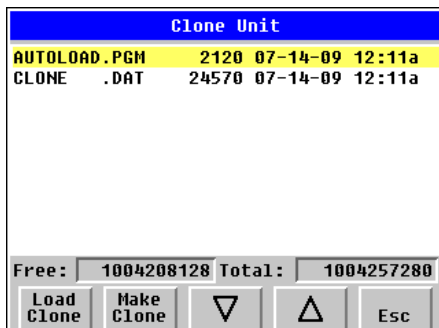 Clone Unit
AUTOLOAD.PGM 2120 07-14-09 12:11a
CLONE .DAT 24570 07-14-09 12:11a
Free: 1004208128 Total: 1004257280
Load Clone Make Clone Esc